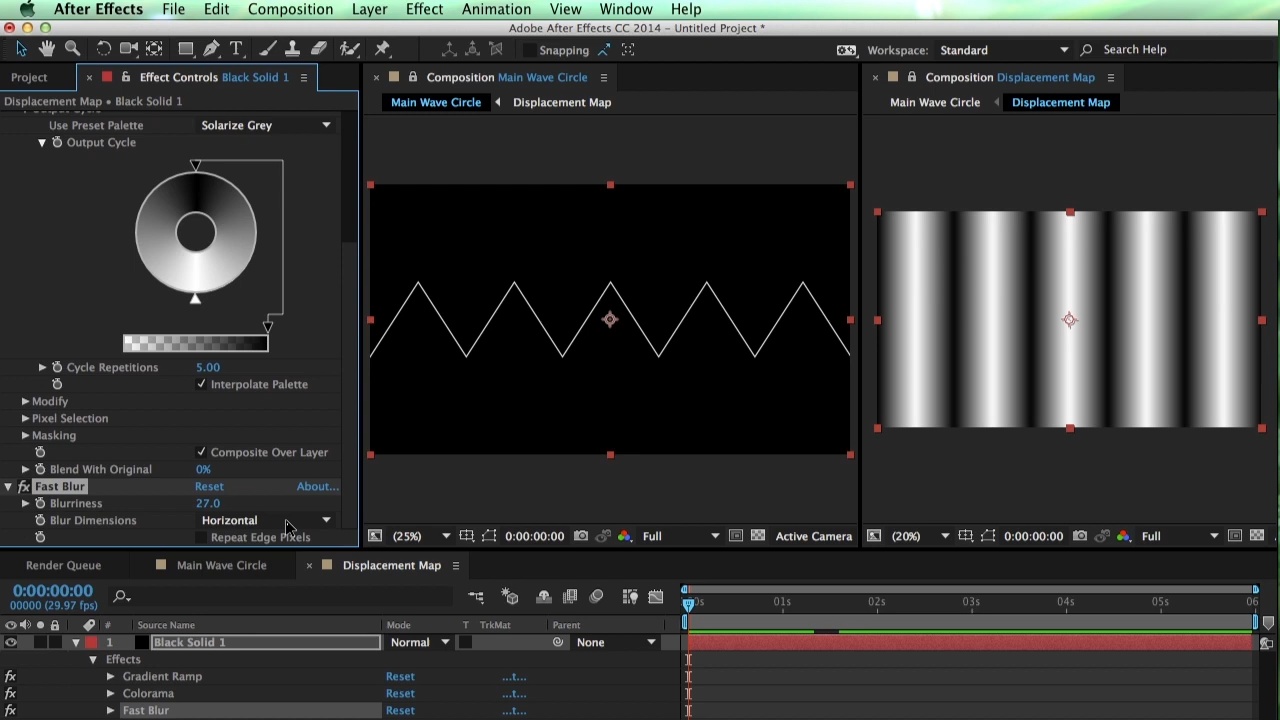 After Effects File Edit Composition Layer Effect Animation View Window Help
Adobe After Effects CC 2014 - Untitled Project *
Snapping Workspace: Standard Search Help
Project × Effect Controls Black Solid 1 × Composition Main Wave Circle × Composition Displacement Map
Displacement Map • Black Solid 1 Main Wave Circle Displacement Map Main Wave Circle Displacement Map
Use Preset Palette Solarize Grey
Output Cycle
Cycle Repetitions 5.00
Interpolate Palette
Modify
Pixel Selection
Masking
Composite Over Layer
Blend With Original 0%
fx Fast Blur Reset About...
Blurriness 27.0
Blur Dimensions Horizontal
Repeat Edge Pixels
(25%) 0:00:00:00 Full Active Camera (20%) 0:00:00:00 Full
Render Queue Main Wave Circle × Displacement Map
0:00:00:00
00000 (29.97 fps)
01s 02s 03s 04s 05s 06
# Source Name Mode T TrkMat Parent
1 Black Solid 1 Normal None
Effects
fx Gradient Ramp Reset ...t...
fx Colorama Reset ...t...
fx Fast Blur Reset ...t...